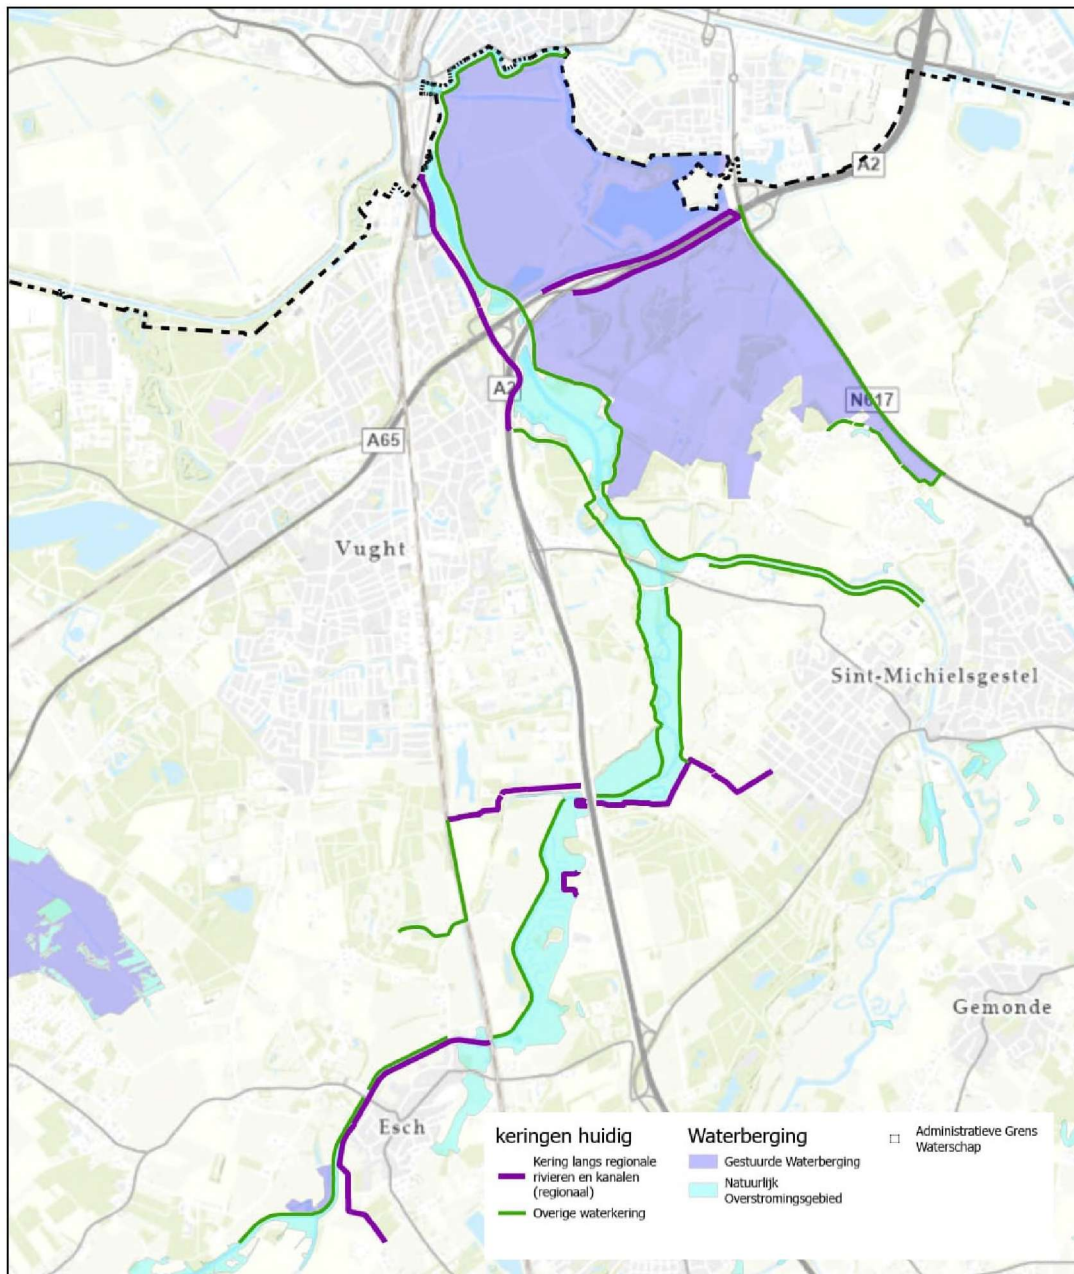 A2
N617
A2
A65
Vught
Sint-Michielsgestel
Gemonde
Esch
keringen huidig
Kering langs regionale
rivieren en kanalen
(regionaal)
Overige waterkering
Waterberging
Gestuurde Waterberging
Natuurlijk
Overstromingsgebied
Administratieve Grens
Waterschap